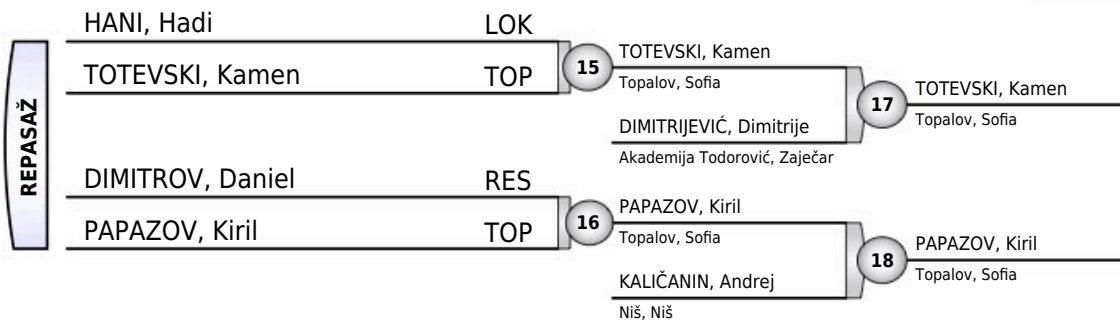 REPASAŽ
HANI, Hadi LOK
TOTEVSKI, Kamen TOP
15
TOTEVSKI, Kamen
Topalov, Sofia
DIMITRIJEVIĆ, Dimitrije
Akademija Todorović, Zaječar
17
TOTEVSKI, Kamen
Topalov, Sofia
DIMITROV, Daniel RES
PAPAZOV, Kiril TOP
16
PAPAZOV, Kiril
Topalov, Sofia
KALIČANIN, Andrej
Niš, Niš
18
PAPAZOV, Kiril
Topalov, Sofia